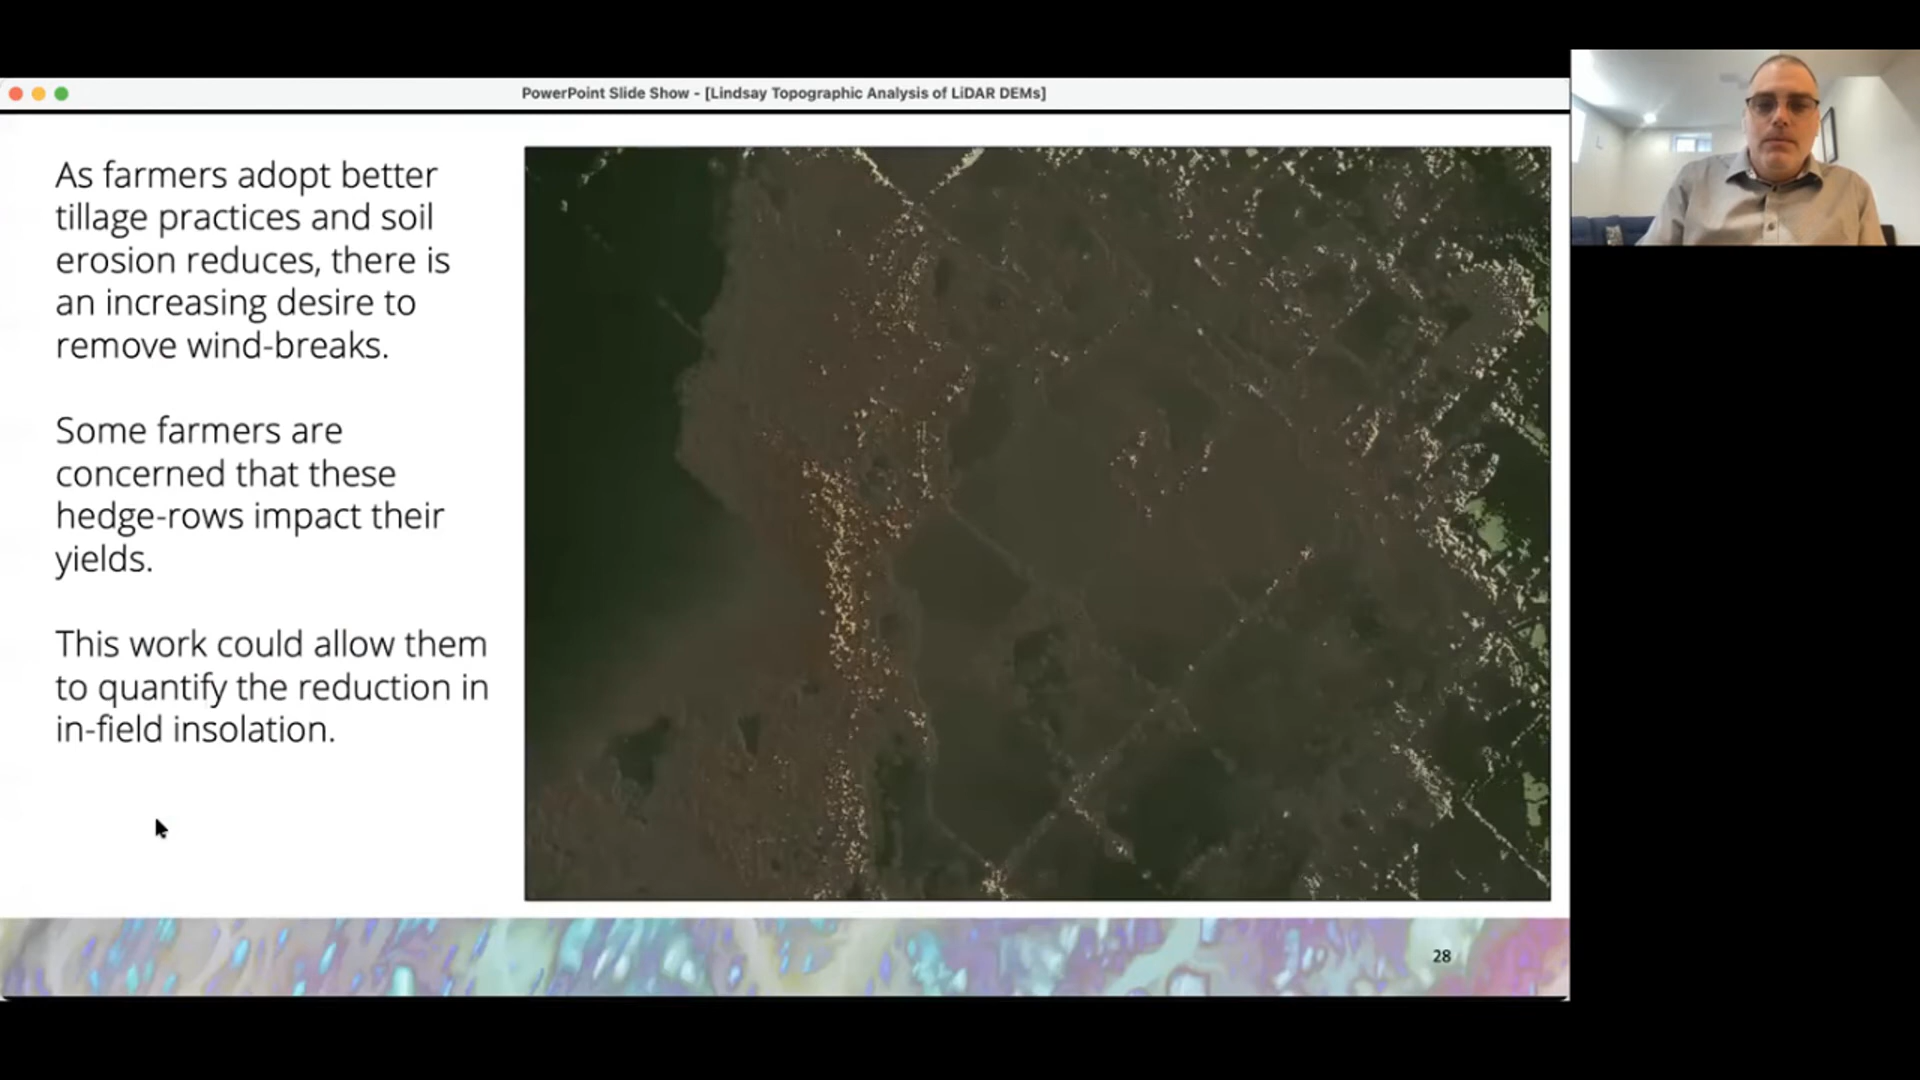 PowerPoint Slide Show - [Lindsay Topographic Analysis of LiDAR DEMs]
As farmers adopt better
tillage practices and soil
erosion reduces, there is
an increasing desire to
remove wind-breaks.
Some farmers are
concerned that these
hedge-rows impact their
yields.
This work could allow them
to quantify the reduction in
in-field insolation.
28